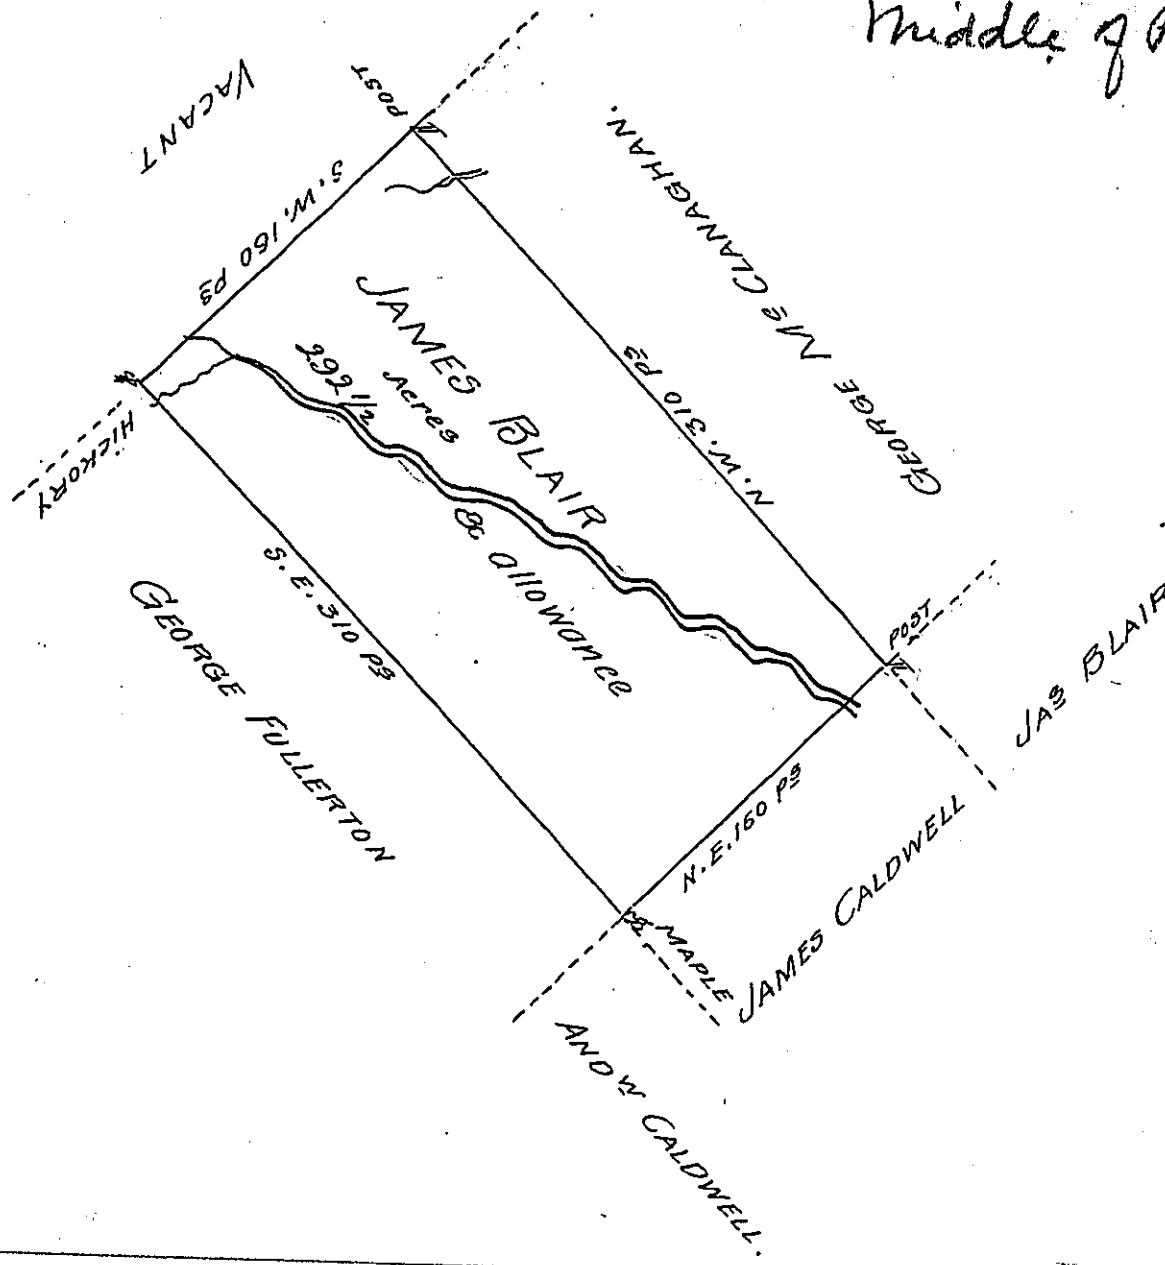 Middle of
VACANT
POST
S. W. 160 Ps
GEORGE Mc CLANAGHAN.
N. W. 310 Ps
JAMES BLAIR
292 1/2
Acres
& allowance
HICKORY
S. E. 310 Ps
GEORGE FULLERTON
POST
JAs BLAIR
N. E. 160 Ps
MAPLE
JAMES CALDWELL
ANDw CALDWELL.